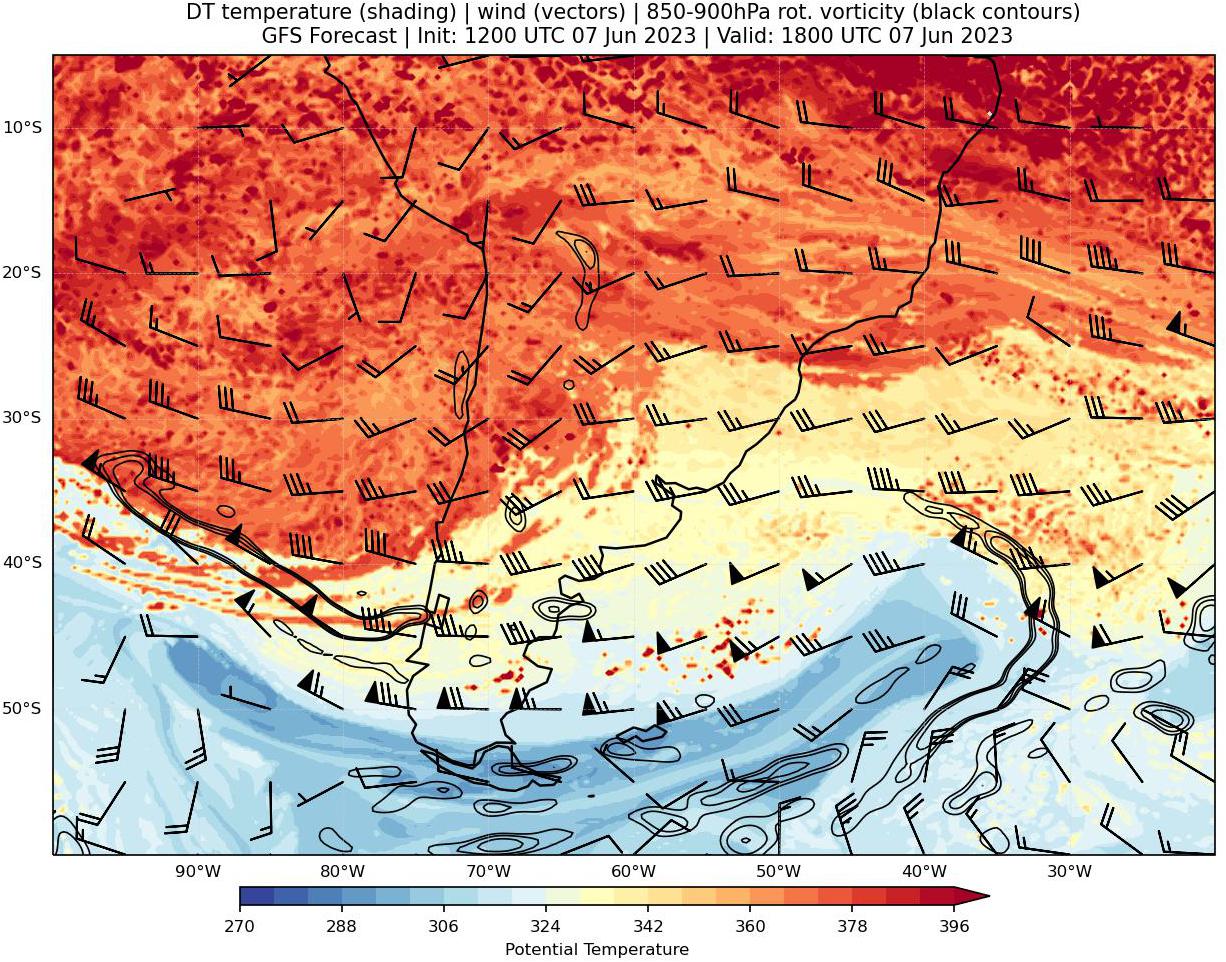 DT temperature (shading) | wind (vectors) | 850-900hPa rot. vorticity (black contours)
GFS Forecast | Init: 1200 UTC 07 Jun 2023 | Valid: 1800 UTC 07 Jun 2023
10°S
20°S
30°S
40°S
50°S
90°W 80°W 70°W 60°W 50°W 40°W 30°W
270 288 306 324 342 360 378 396
Potential Temperature